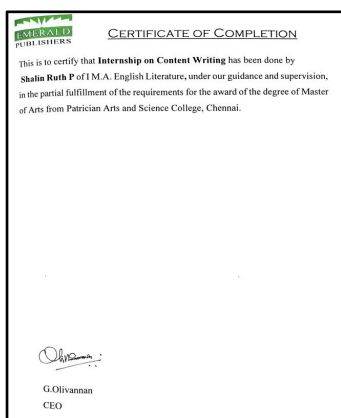 EMERALD
PUBLISHERS
CERTIFICATE OF COMPLETION
This is to certify that Internship on Content Writing has been done by
Shalin Ruth P of I M.A. English Literature, under our guidance and supervision,
in the partial fulfillment of the requirements for the award of the degree of Master
of Arts from Patrician Arts and Science College, Chennai.
G.Olivannan
CEO